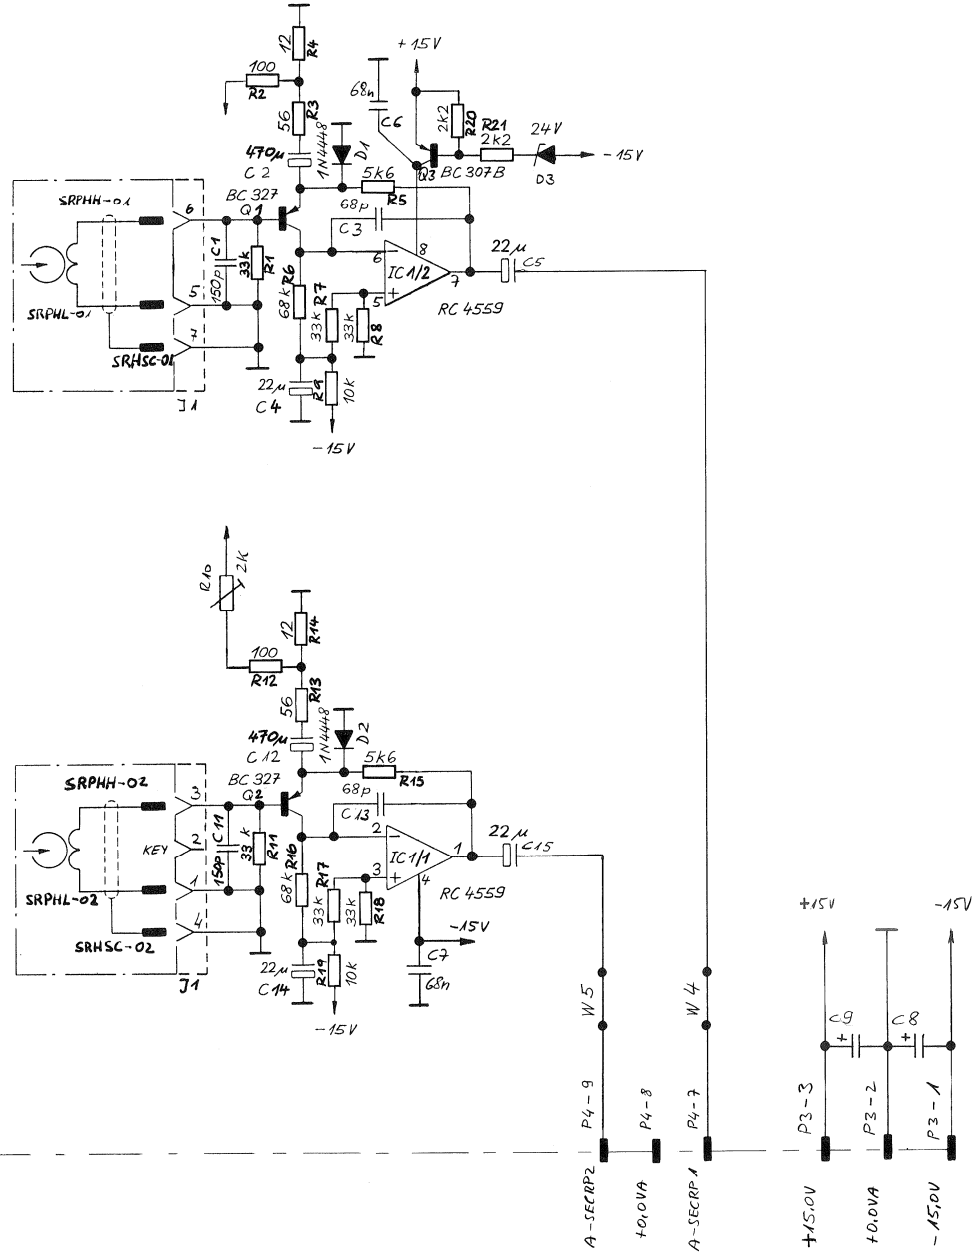 12
R4
100
R2
56
R3
470µ
C2
1N4448
D1
+15V
68n
C6
2k2
R20
R21
2k2
24V
-15V
D3
Q3
BC307B
5k6
R5
68p
C3
BC327
Q1
SRPHH-01
6
C1
150p
33k
R1
R6
68k
R7
33k
33k
R8
6
5
8
7
IC1/2
RC4559
22µ
C5
5
SRPHL-01
SRHSC-01
J1
22µ
C4
R9
10k
-15V
R10
2K
12
R14
100
R12
56
R13
470µ
C12
1N4448
D2
5k6
R15
68p
C13
BC327
Q2
SRPHH-02
3
C11
150p
33k
R11
R16
68k
R17
33k
33k
R18
2
3
4
1
IC1/1
RC4559
22µ
C15
KEY
2
1
SRPHL-02
4
SRHSC-02
J1
22µ
C14
R19
10k
-15V
-15V
C7
68n
W5
W4
+15V
-15V
C9
+
C8
+
P4-9
P4-8
P4-7
P3-3
P3-2
P3-1
A-SECRP2
+0,0VA
A-SECRP1
+15,0V
+0,0VA
-15,0V